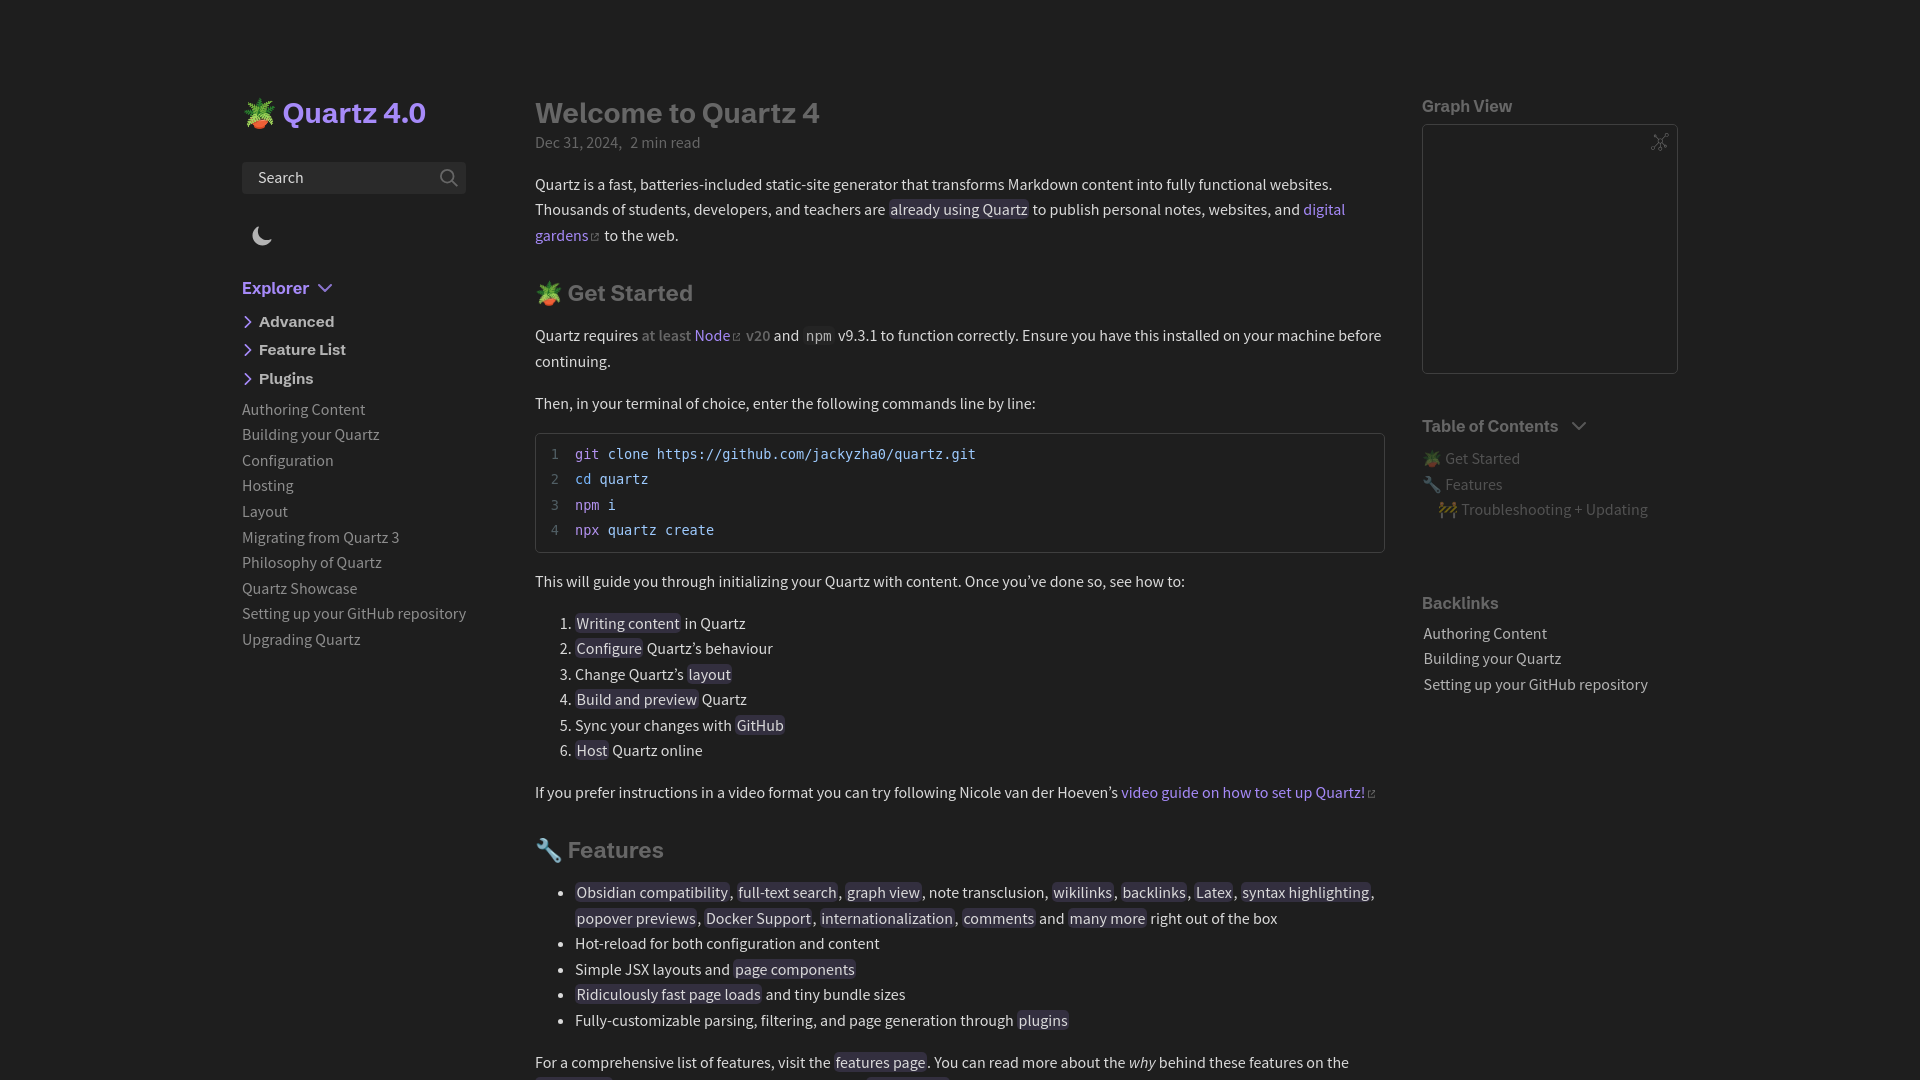 🪴 Quartz 4.0
Search
Explorer
Advanced
Feature List
Plugins
Authoring Content
Building your Quartz
Configuration
Hosting
Layout
Migrating from Quartz 3
Philosophy of Quartz
Quartz Showcase
Setting up your GitHub repository
Upgrading Quartz
Welcome to Quartz 4
Dec 31, 2024, 2 min read
Quartz is a fast, batteries-included static-site generator that transforms Markdown content into fully functional websites.
Thousands of students, developers, and teachers are already using Quartz to publish personal notes, websites, and digital
gardens to the web.
🪴 Get Started
Quartz requires at least Node v20 and npm v9.3.1 to function correctly. Ensure you have this installed on your machine before
continuing.
Then, in your terminal of choice, enter the following commands line by line:
1 git clone https://github.com/jackyzha0/quartz.git
2 cd quartz
3 npm i
4 npx quartz create
This will guide you through initializing your Quartz with content. Once you’ve done so, see how to:
1. Writing content in Quartz
2. Configure Quartz’s behaviour
3. Change Quartz’s layout
4. Build and preview Quartz
5. Sync your changes with GitHub
6. Host Quartz online
If you prefer instructions in a video format you can try following Nicole van der Hoeven’s video guide on how to set up Quartz!
🔧 Features
• Obsidian compatibility, full-text search, graph view, note transclusion, wikilinks, backlinks, Latex, syntax highlighting,
popover previews, Docker Support, internationalization, comments and many more right out of the box
• Hot-reload for both configuration and content
• Simple JSX layouts and page components
• Ridiculously fast page loads and tiny bundle sizes
• Fully-customizable parsing, filtering, and page generation through plugins
For a comprehensive list of features, visit the features page. You can read more about the why behind these features on the
Graph View
Table of Contents
🪴 Get Started
🔧 Features
🚧 Troubleshooting + Updating
Backlinks
Authoring Content
Building your Quartz
Setting up your GitHub repository